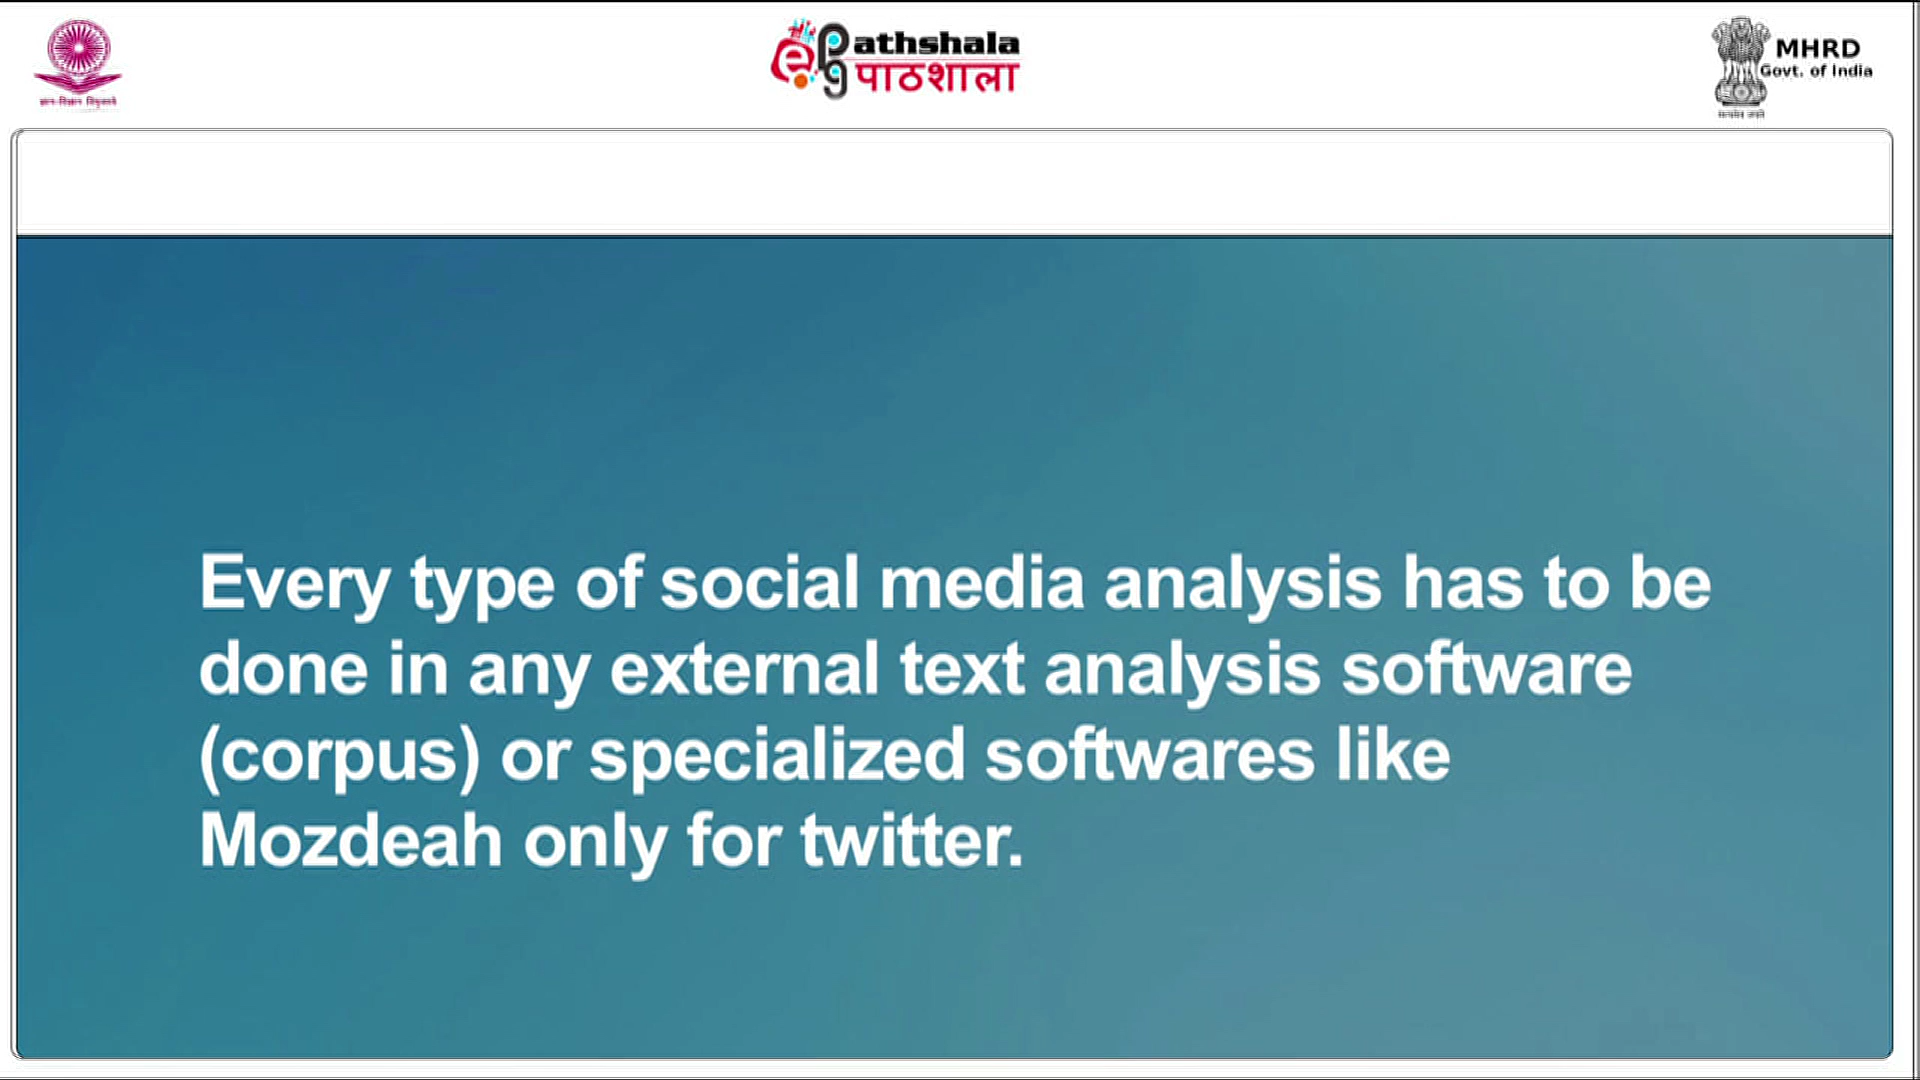 Pathshala
पाठशाला
MHRD
Govt. of India
Every type of social media analysis has to be
done in any external text analysis software
(corpus) or specialized softwares like
Mozdeah only for twitter.